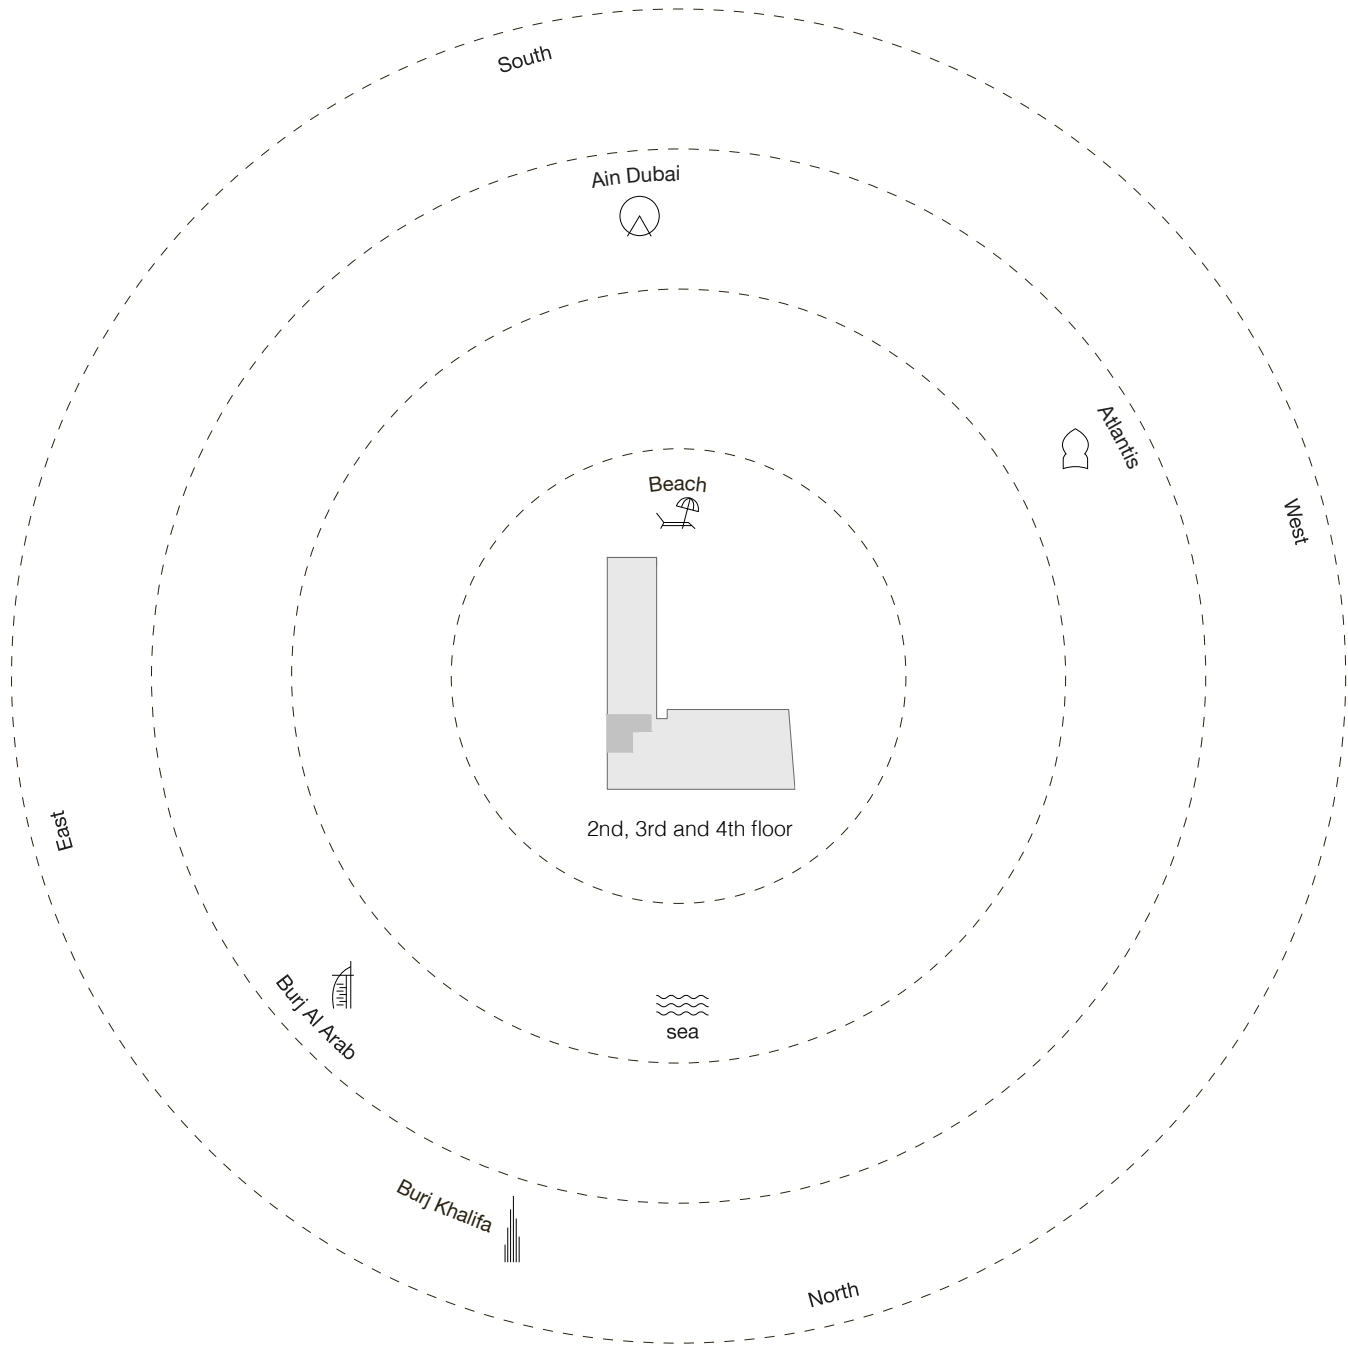 South
Ain Dubai
Atlantis
Beach
West
2nd, 3rd and 4th floor
East
Burj Al Arab
sea
Burj Khalifa
North